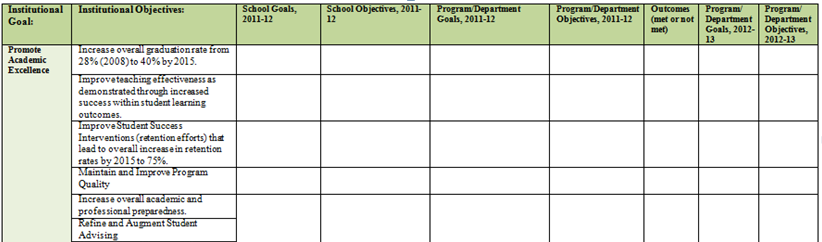 Institutional Goal:
Institutional Objectives:
School Goals, 2011-12
School Objectives, 2011-12
Program/Department Goals, 2011-12
Program/Department Objectives, 2011-12
Outcomes (met or not met)
Program/ Department Goals, 2012-13
Program/ Department Objectives, 2012-13
Promote Academic Excellence
Increase overall graduation rate from
28% (2008) to 40% by 2015.
Improve teaching effectiveness as
demonstrated through increased
success within student learning
outcomes.
Improve Student Success
Interventions (retention efforts) that
lead to overall increase in retention
rates by 2015 to 75%.
Maintain and Improve Program
Quality
Increase overall academic and
professional preparedness.
Refine and Augment Student
Advising